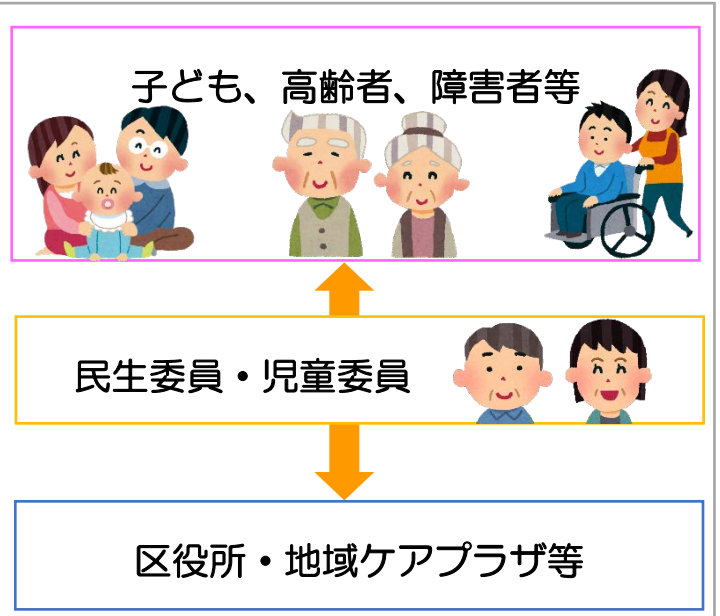 子ども、高齢者、障害者等
民生委員・児童委員
区役所・地域ケアプラザ等